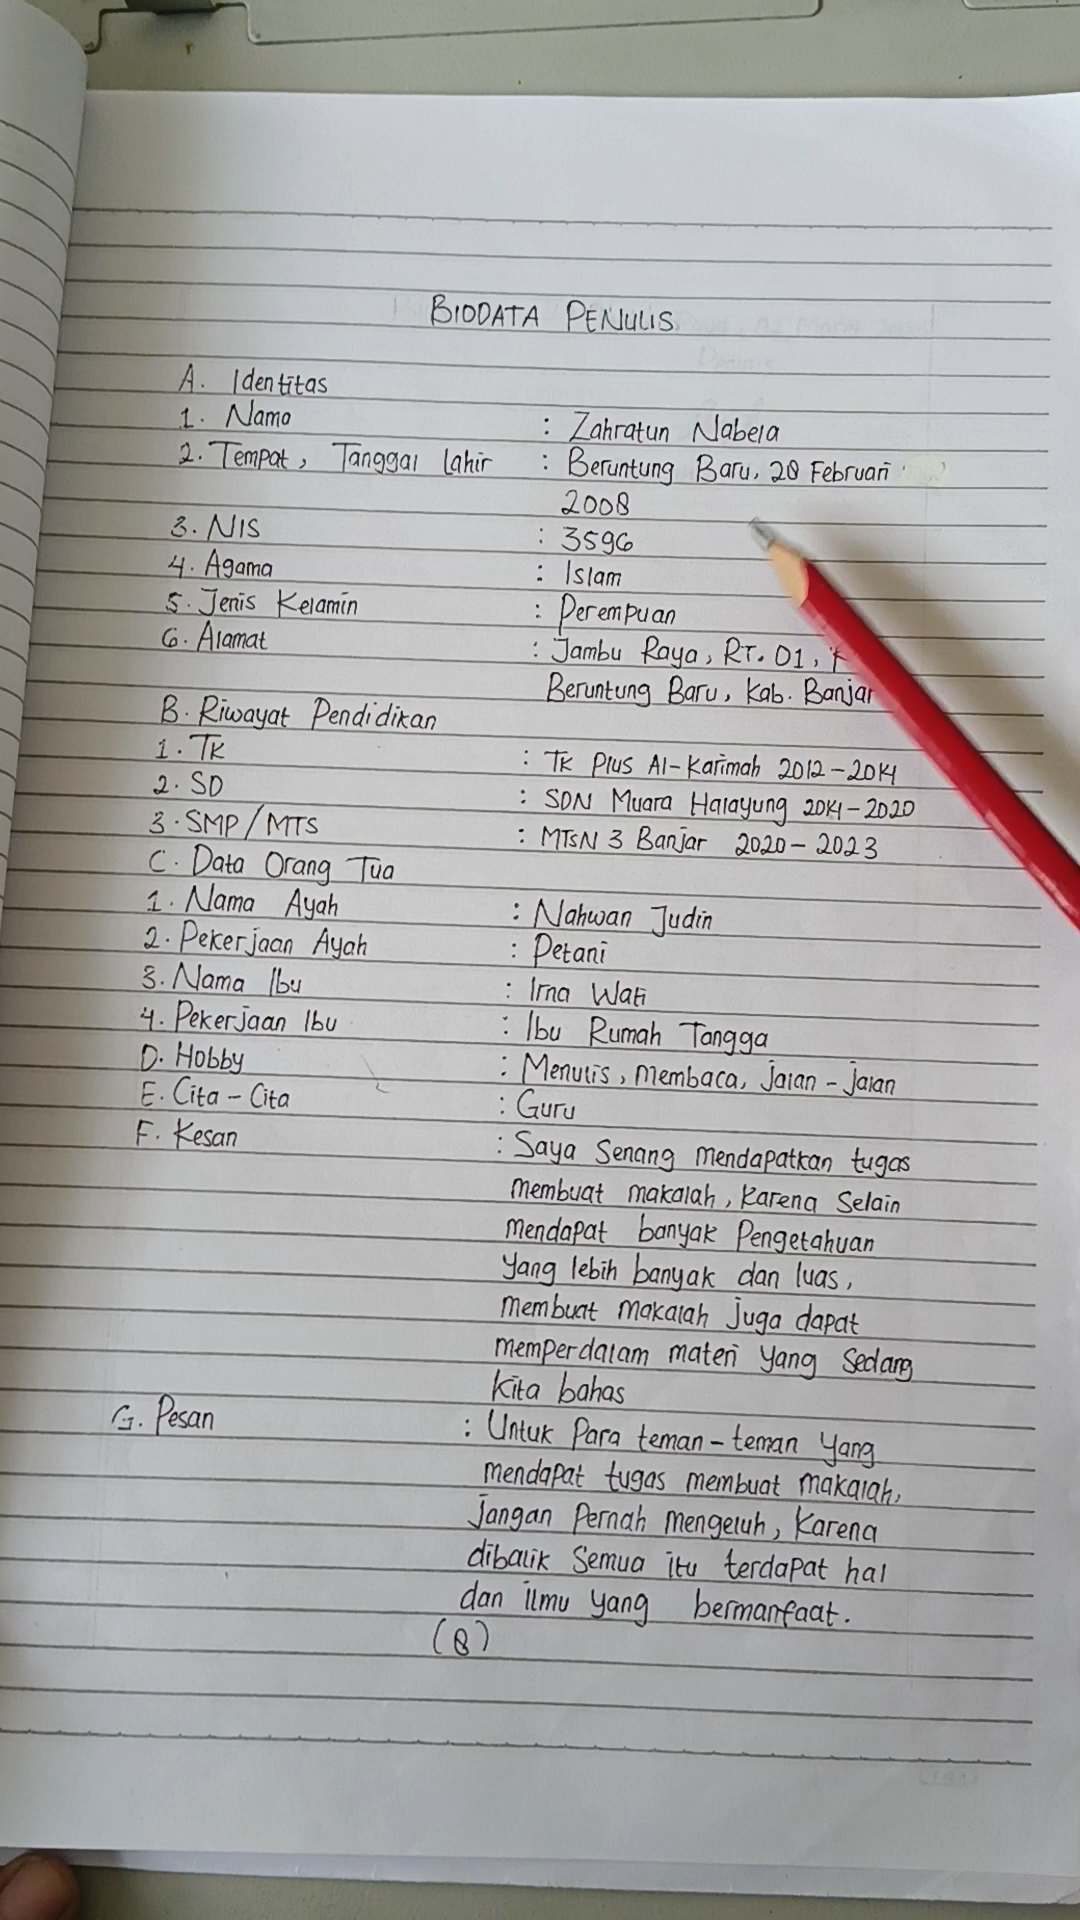 BIODATA PENULIS
A. Identitas
1. Nama : Zahratun Nabela
2. Tempat, Tanggal lahir : Beruntung Baru, 28 Februari
2008
3. NIS : 3596
4. Agama : Islam
5. Jenis Kelamin : Perempuan
6. Alamat : Jambu Raya, RT. 01,
Beruntung Baru, Kab. Banjar
B. Riwayat Pendidikan
1. TK : TK Plus Al-Karimah 2012-2014
2. SD : SDN Muara Halayung 2014-2020
3. SMP/MTS : MTSN 3 Banjar 2020-2023
C. Data Orang Tua
1. Nama Ayah : Nahwan Judin
2. Pekerjaan Ayah : Petani
3. Nama Ibu : Irna Wati
4. Pekerjaan Ibu : Ibu Rumah Tangga
D. Hobby : Menulis, membaca, jalan-jalan
E. Cita-Cita : Guru
F. Kesan : Saya Senang mendapatkan tugas
membuat makalah, Karena Selain
mendapat banyak Pengetahuan
yang lebih banyak dan luas,
membuat makalah juga dapat
memperdalam materi yang Sedang
kita bahas
G. Pesan : Untuk Para teman-teman yang
mendapat tugas membuat makalah,
jangan Pernah mengeluh, Karena
dibalik Semua itu terdapat hal
dan ilmu yang bermanfaat.
(8)